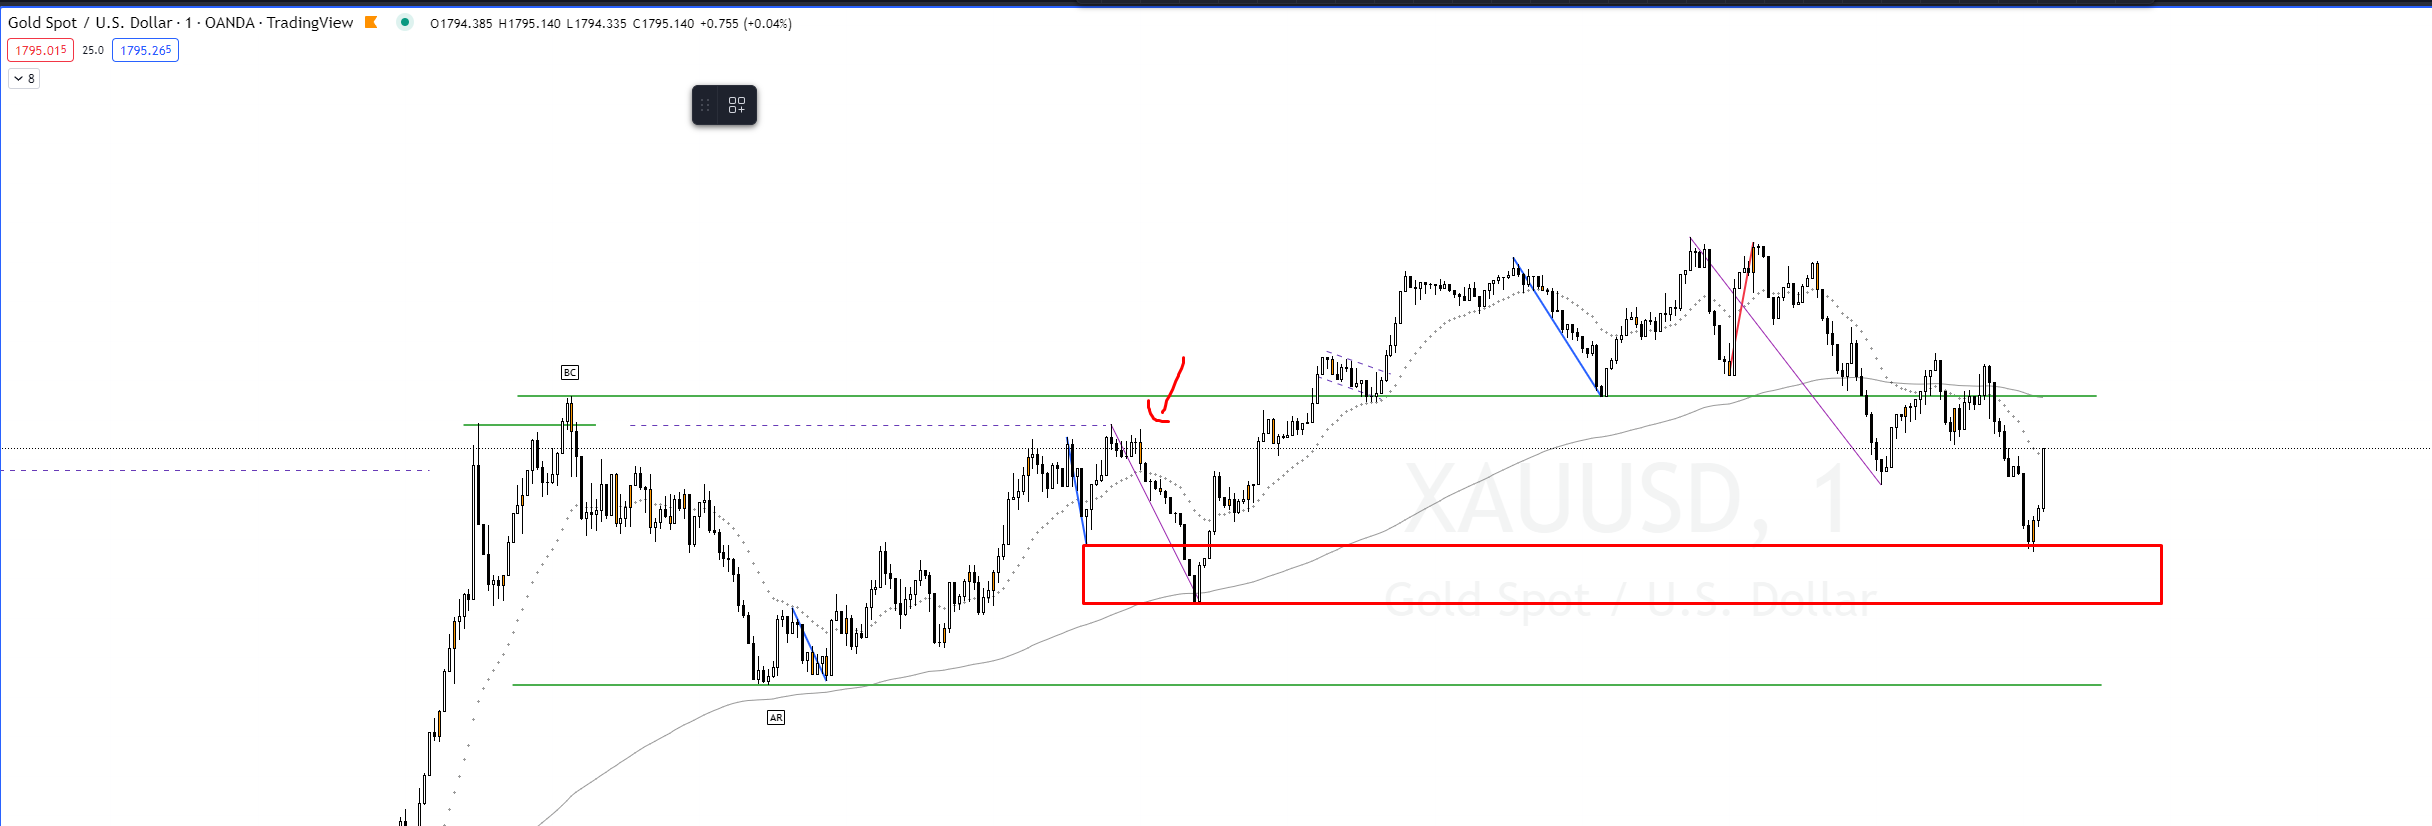 Gold Spot / U.S. Dollar · 1 · OANDA · TradingView O1794.385 H1795.140 L1794.335 C1795.140 +0.755 (+0.04%)
1795.015 25.0 1795.265
8
BC
XAUUSD, 1
Gold Spot / U.S. Dollar
AR